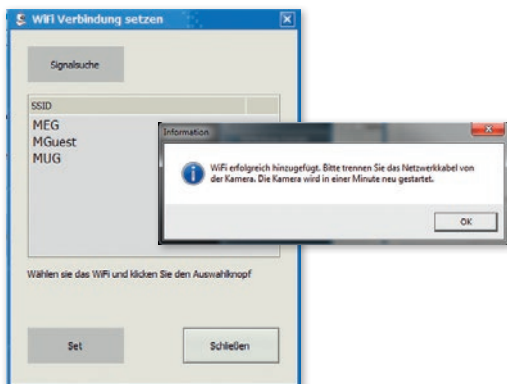 WiFi Verbindung setzen
Signalsuche
SSID
MEG
MGuest
MUG
Information
WiFi erfolgreich hinzugefügt. Bitte trennen Sie das Netzwerkkabel von
der Kamera. Die Kamera wird in einer Minute neu gestartet.
OK
Wählen sie das WiFi und klicken Sie den Auswahlknopf
Set
Schließen